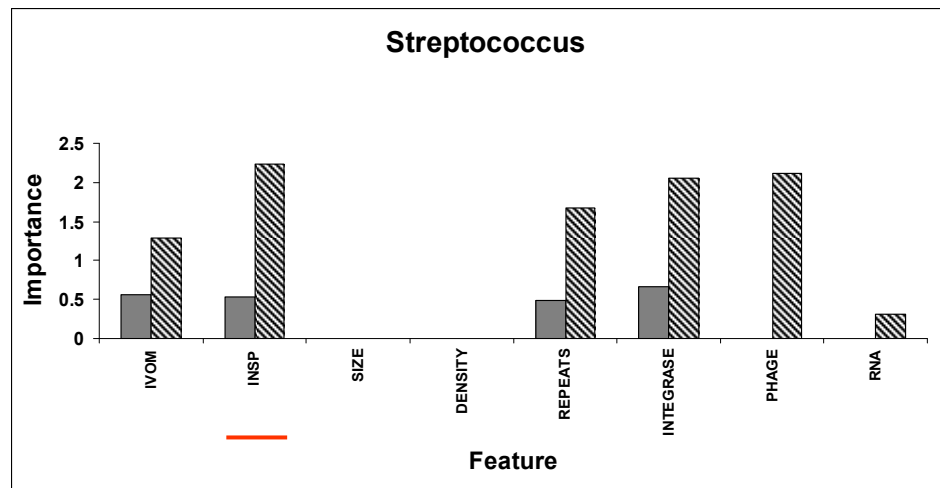 Streptococcus
Importance
2.5
2
1.5
1
0.5
0
IVOM
INSP
SIZE
DENSITY
REPEATS
INTEGRASE
PHAGE
RNA
Feature